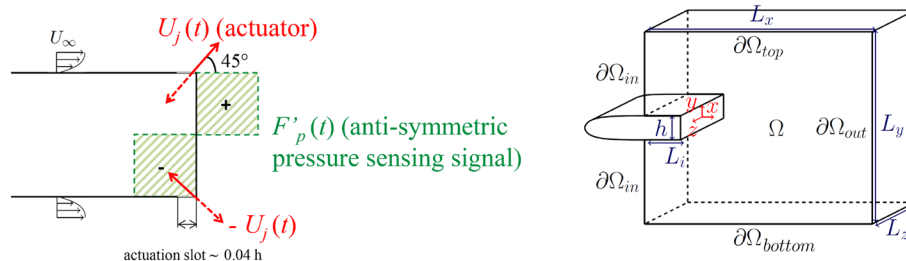 U∞
U_j(t) (actuator)
45°
+
F'_p(t) (anti-symmetric
pressure sensing signal)
-
- U_j(t)
actuation slot ~ 0.04 h
L_x
∂Ω_top
∂Ω_in
y
x
z
h
L_i
Ω
∂Ω_out
L_y
∂Ω_in
∂Ω_bottom
L_z